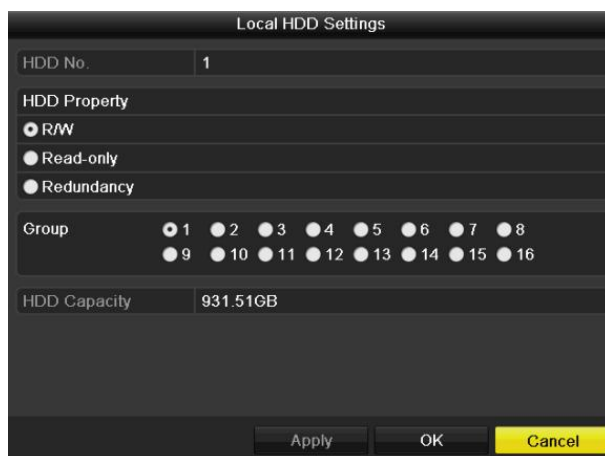 Local HDD Settings
HDD No. 1
HDD Property
R/W
Read-only
Redundancy
Group 1 2 3 4 5 6 7 8
9 10 11 12 13 14 15 16
HDD Capacity 931.51GB
Apply OK Cancel